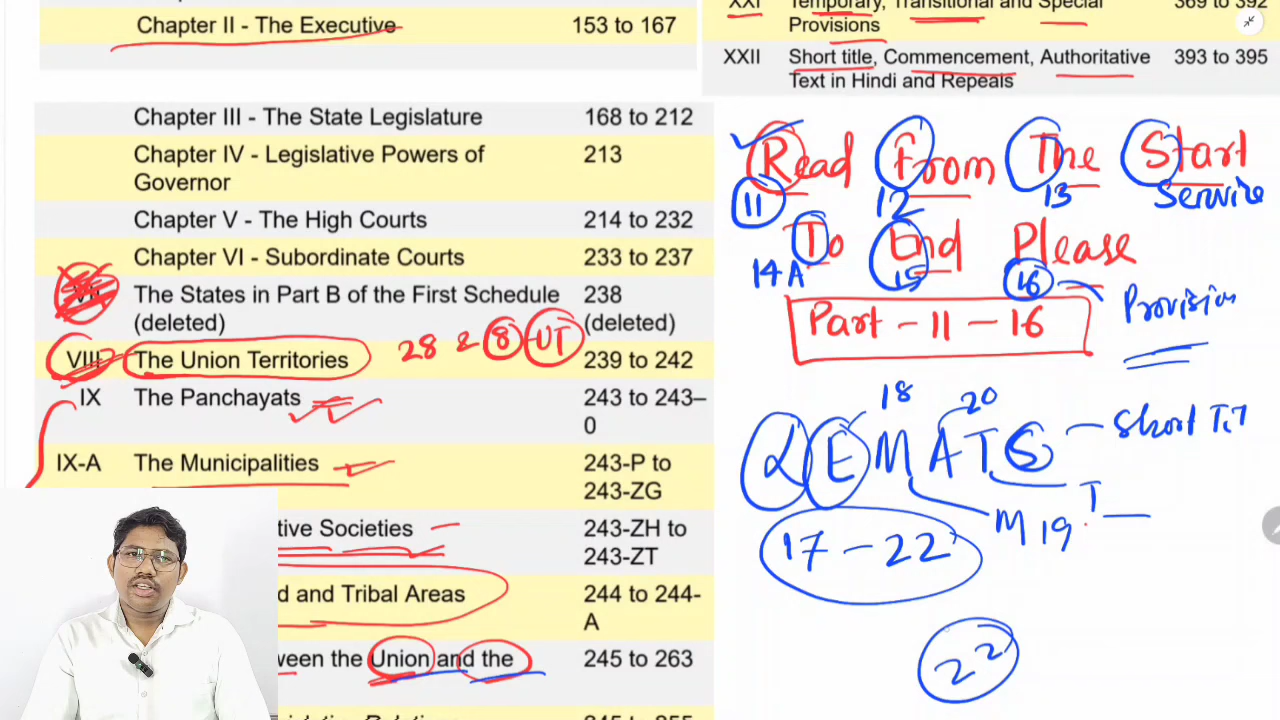 Chapter II - The Executive 153 to 167
Chapter III - The State Legislature 168 to 212
Chapter IV - Legislative Powers of 213
Governor
Chapter V - The High Courts 214 to 232
Chapter VI - Subordinate Courts 233 to 237
The States in Part B of the First Schedule 238
(deleted) (deleted)
VIII The Union Territories 239 to 242
28 & 8 UT
IX The Panchayats 243 to 243–
0
IX-A The Municipalities 243-P to
243-ZG
tive Societies 243-ZH to
243-ZT
d and Tribal Areas 244 to 244-
A
ween the Union and the 245 to 263
XXI Temporary, Transitional and Special 369 to 392
Provisions
XXII Short title, Commencement, Authoritative 393 to 395
Text in Hindi and Repeals
Read From The Start
11 12 13 Service
To End Please
14A 15 16 Provision
Part - 11 - 16
18 20
L E M A T S - Short
T
M 19
17 - 22
22